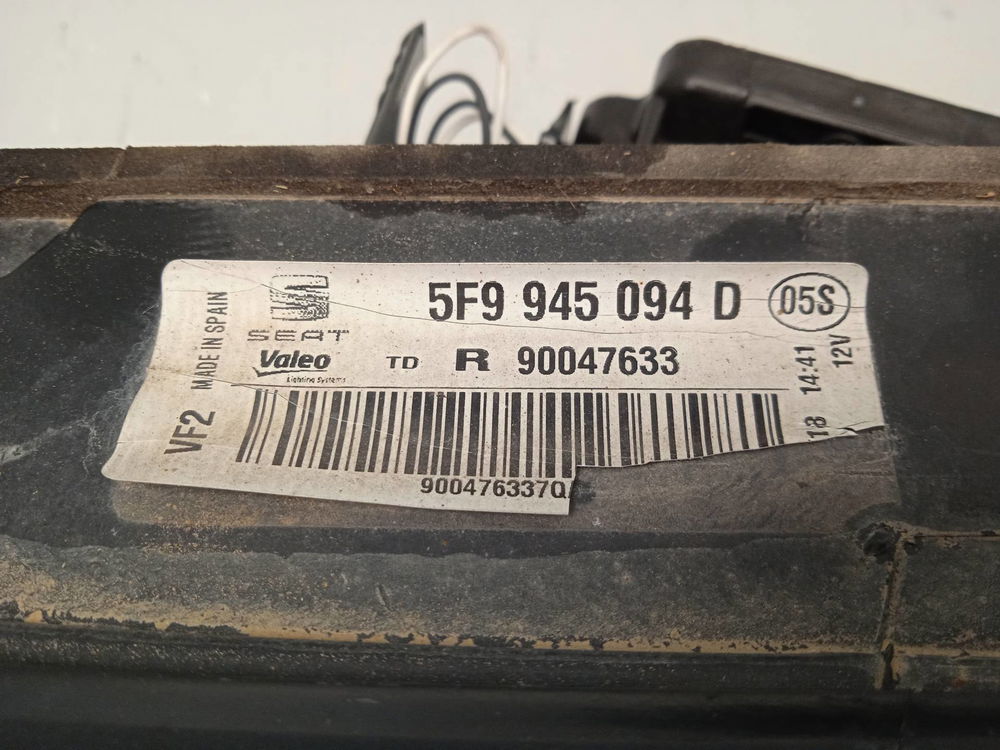 5F9 945 094 D 05S
SEAT
Valeo TD R 90047633
Lighting Systems
MADE IN SPAIN
VF2
18 14:41
12V
900476337Q